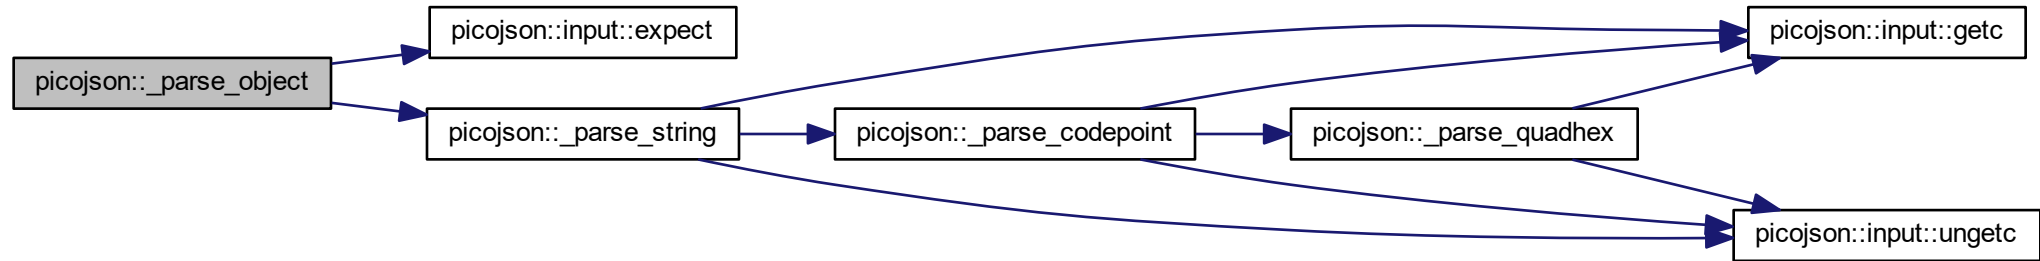 picojson::input::expect
picojson::input::getc
picojson::_parse_object
picojson::_parse_string
picojson::_parse_codepoint
picojson::_parse_quadhex
picojson::input::ungetc